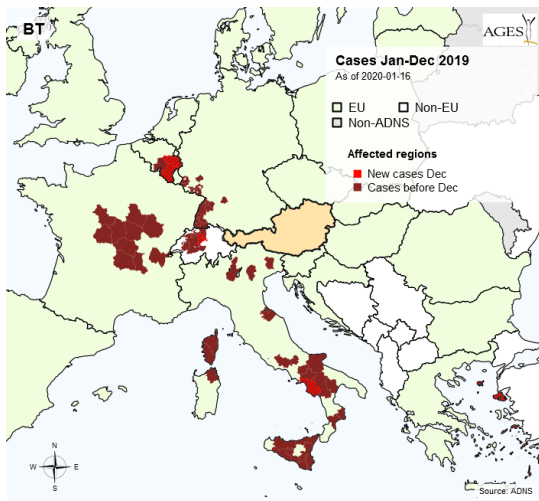 BT
AGES
Cases Jan-Dec 2019
As of 2020-01-16
EU
Non-EU
Non-ADNS
Affected regions
New cases Dec
Cases before Dec
N
W
E
S
Source: ADNS